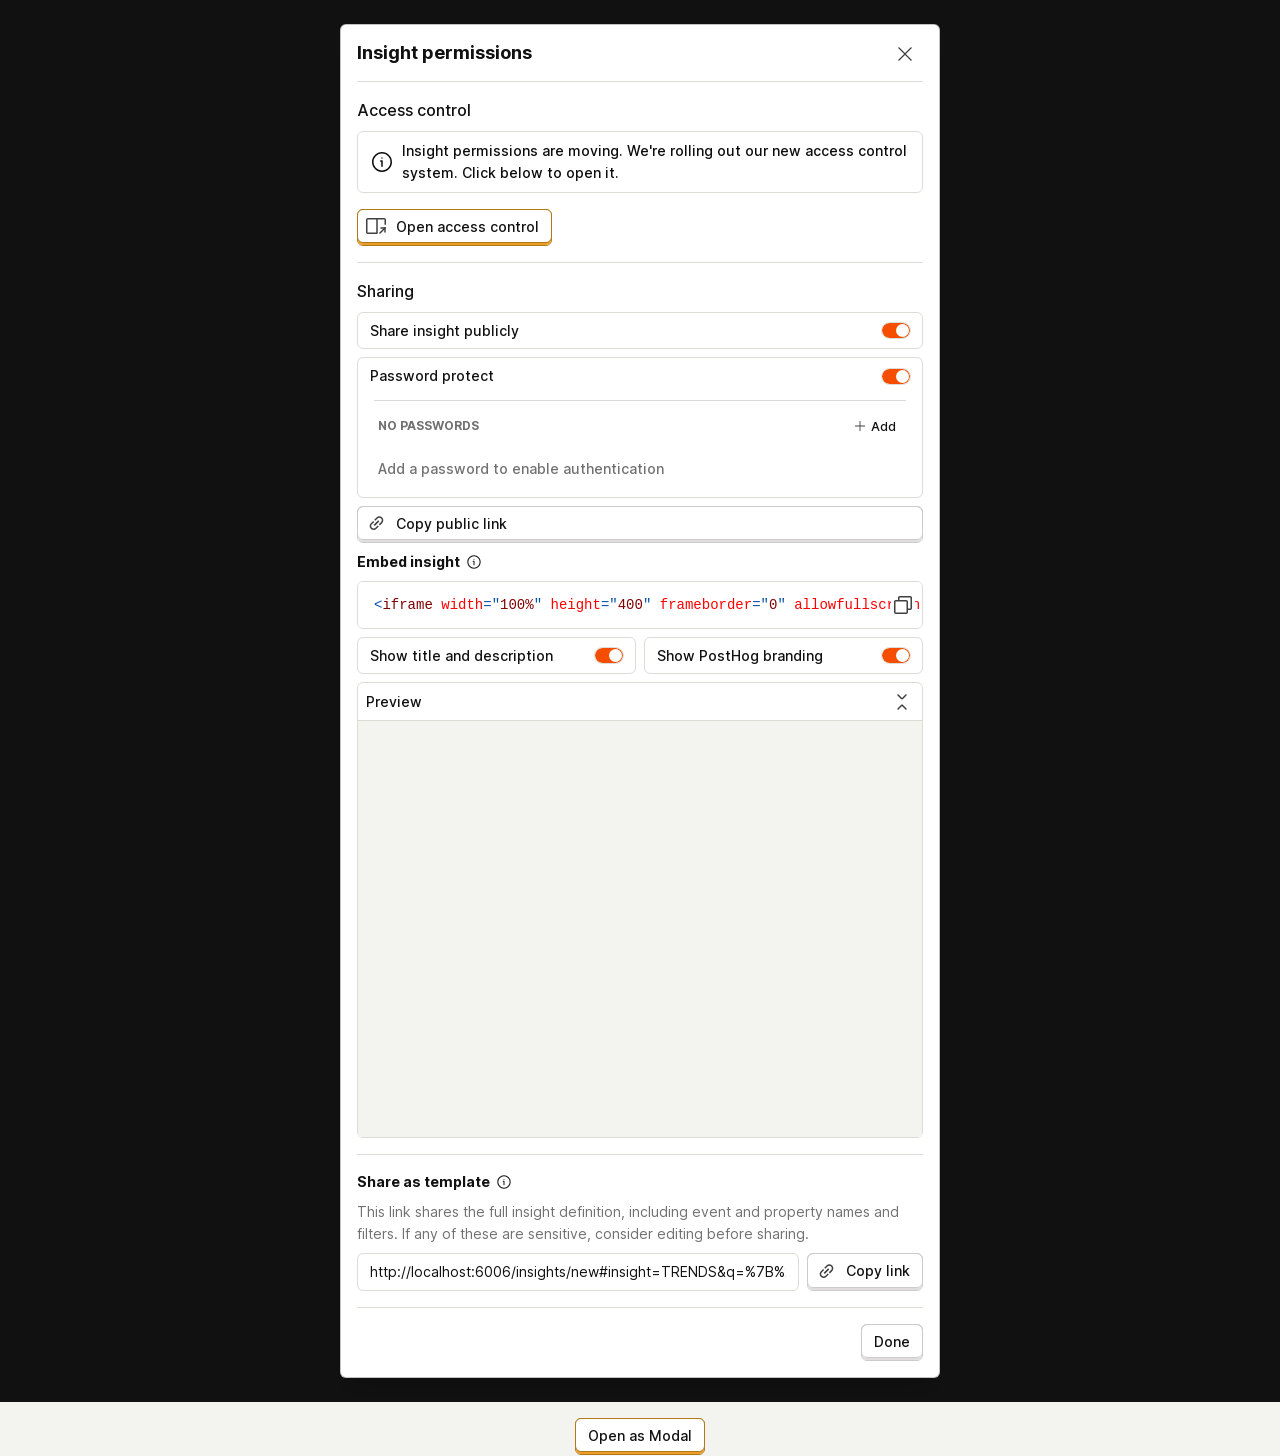 Insight permissions
Access control
Insight permissions are moving. We're rolling out our new access control
system. Click below to open it.
Open access control
Sharing
Share insight publicly
Password protect
NO PASSWORDS
Add
Add a password to enable authentication
Copy public link
Embed insight
<iframe width="100%" height="400" frameborder="0" allowfullscr
Show title and description
Show PostHog branding
Preview
Share as template
This link shares the full insight definition, including event and property names and
filters. If any of these are sensitive, consider editing before sharing.
http://localhost:6006/insights/new#insight=TRENDS&q=%7B%
Copy link
Done
Open as Modal